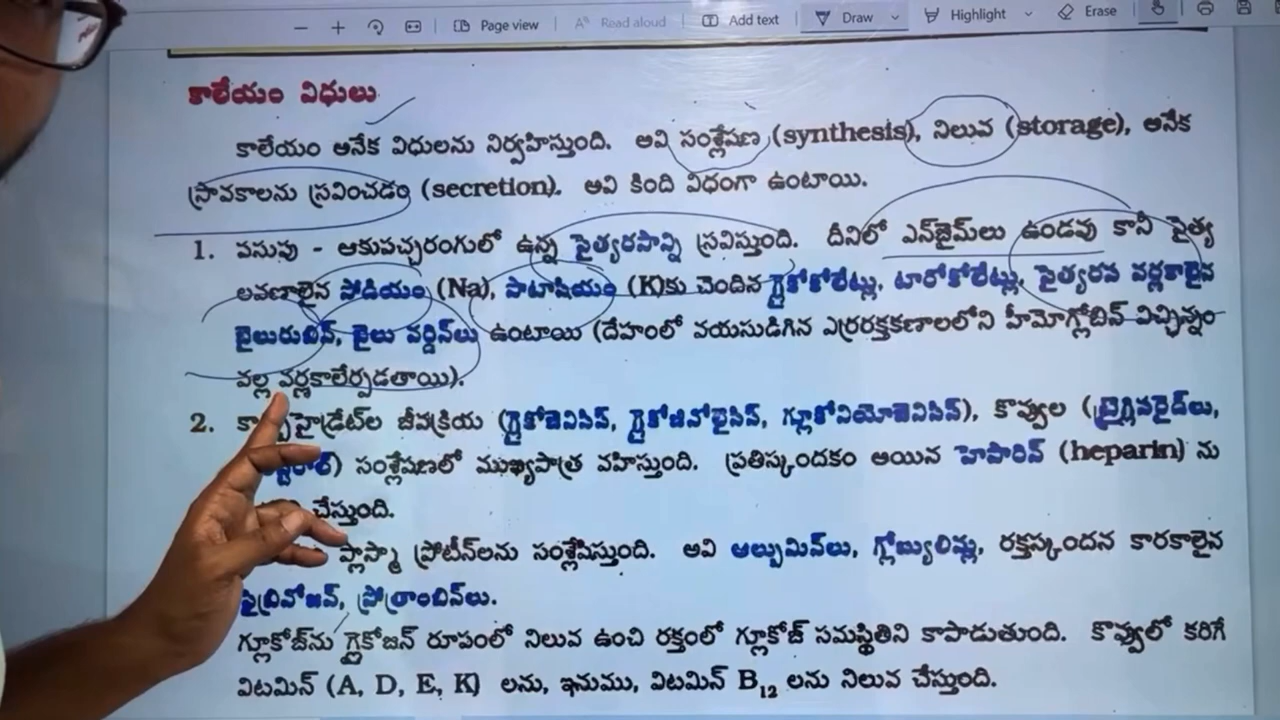 Page view
Read aloud
Add text
Draw
Highlight
Erase
కాలేయం విధులు
కాలేయం అనేక విధులను నిర్వహిస్తుంది. అవి సంశ్లేషణ (synthesis), నిలువ (storage), అనేక
స్రావకాలను స్రవించడం (secretion). అవి కింది విధంగా ఉంటాయి.
1. పసుపు - ఆకుపచ్చరంగులో ఉన్న పైత్యరసాన్ని స్రవిస్తుంది. దీనిలో ఎన్‌జైమ్‌లు ఉండవు కానీ పైత్య
లవణాలైన సోడియం (Na), పొటాషియం (K)కు చెందిన గ్లైకోకోలేట్లు, టారోకోలేట్లు, పైత్యరస వర్ణకాలైన
బైలురుబిన్, బైలు వర్డిన్‌లు ఉంటాయి (దేహంలో వయసుడిగిన ఎర్రరక్తకణాలలోని హీమోగ్లోబిన్ విచ్ఛిన్నం
వల్ల వర్ణకాలేర్పడతాయి).
2. జీవక్రియ (గ్లైకోజెనిసిస్, గ్లైకోజినోలైసిస్, గ్లూకోనియోజెనిసిస్), కొవ్వుల (ట్రైగ్లిసరైడ్‌లు,
సంశ్లేషణలో ముఖ్యపాత్ర వహిస్తుంది. ప్రతిస్కందకం అయిన హెపారిన్ (heparin) ను
చేస్తుంది.
ప్లాస్మా ప్రోటీన్‌లను సంశ్లేషిస్తుంది. అవి ఆల్బుమిన్‌లు, గ్లోబ్యులిన్లు, రక్తస్కందన కారకాలైన
ఫైబ్రినోజన్, ప్రోత్రాంబిన్‌లు.
గ్లూకోజ్‌ను గ్లైకోజన్ రూపంలో నిలువ ఉంచి రక్తంలో గ్లూకోజ్ సమస్థితిని కాపాడుతుంది. కొవ్వులో కరిగే
విటమిన్ (A, D, E, K) లను, ఇనుము, విటమిన్ B12 లను నిలువ చేస్తుంది.